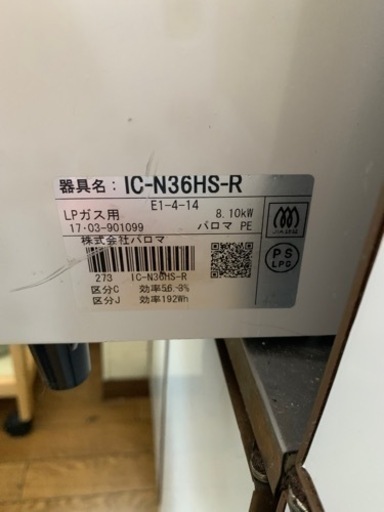 器具名： IC-N36HS-R
E1-4-14
LPガス用 8.10kW
17・03-901099 パロマ PE
株式会社パロマ
273 IC-N36HS-R
区分C 効率56.3%
区分J 効率192Wh
PS
LPG